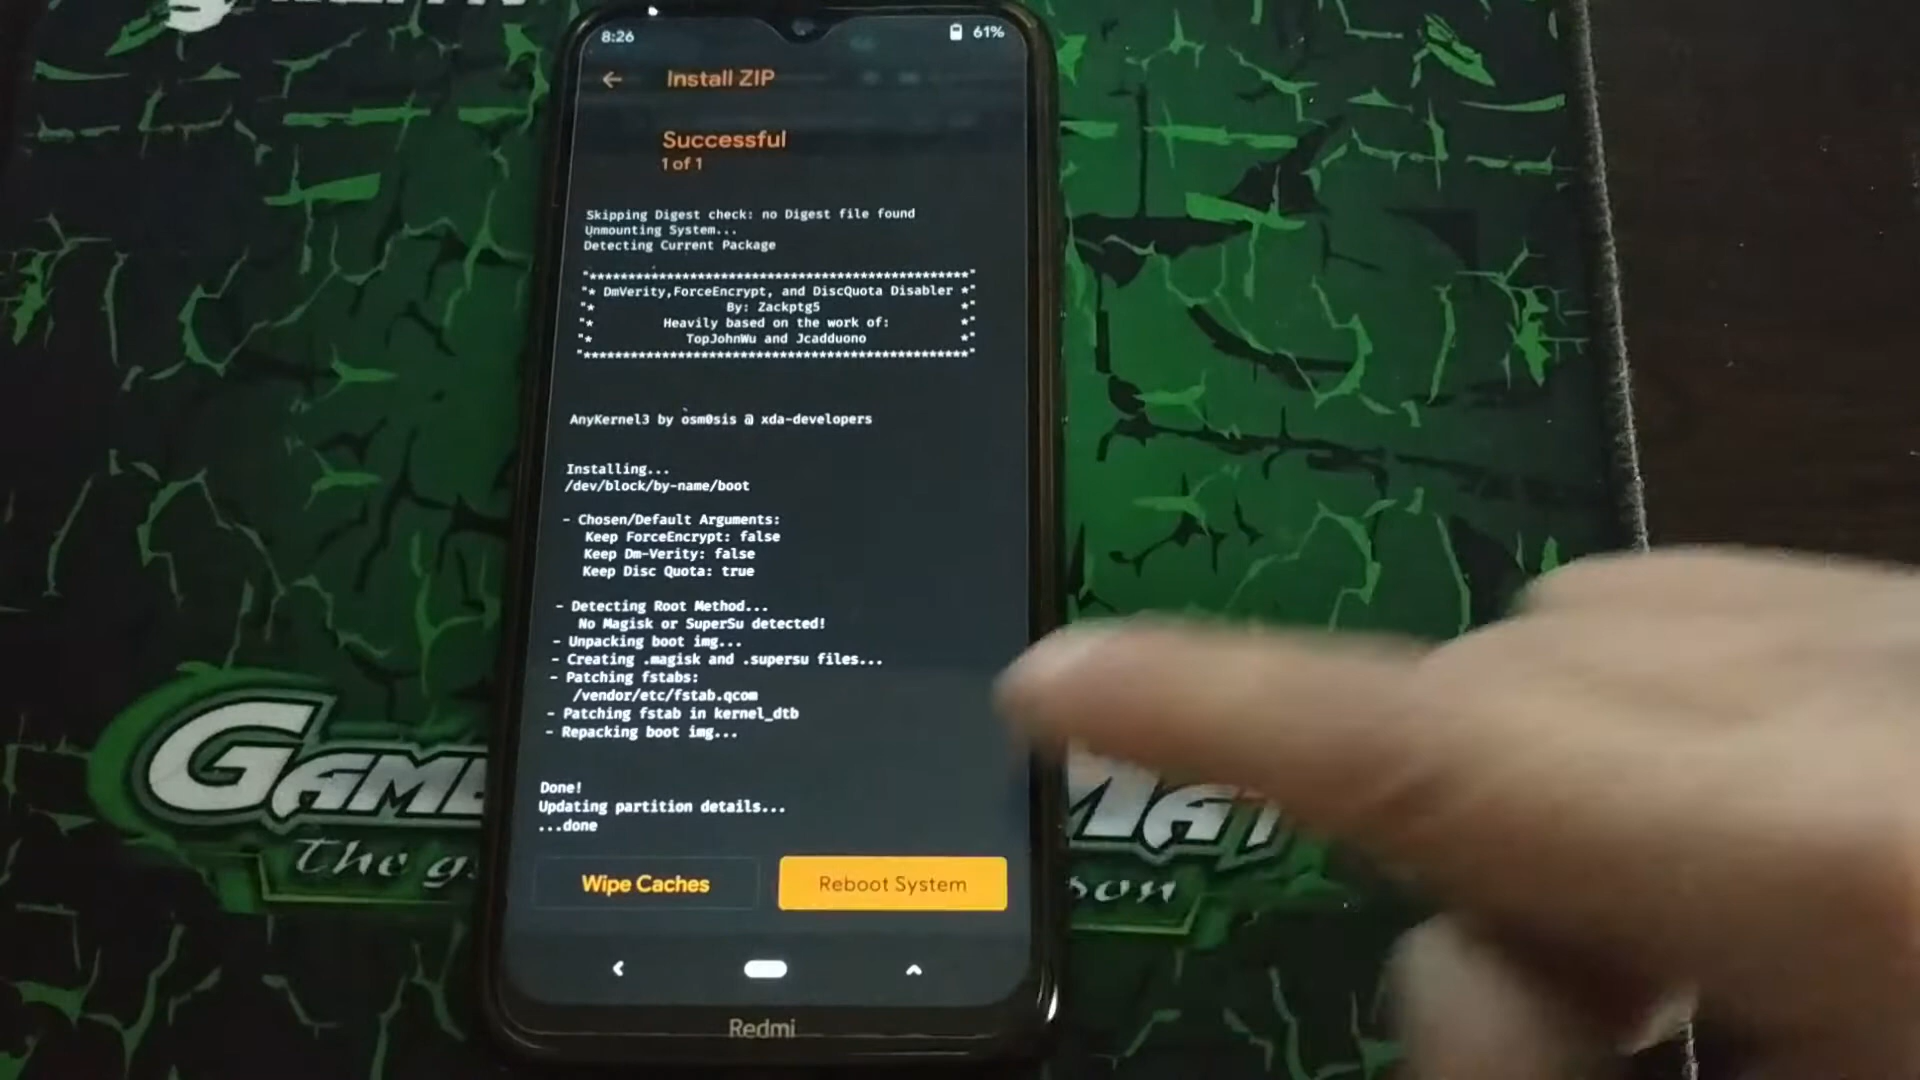 8:26
61%
Install ZIP
Successful
1 of 1
Skipping Digest check: no Digest file found
Unmounting System...
Detecting Current Package
"**************************************************"
"* DmVerity,ForceEncrypt, and DiscQuota Disabler *"
"* By: Zackptg5 *"
"* Heavily based on the work of: *"
"* TopJohnWu and Jcadduono *"
"**************************************************"
AnyKernel3 by osm0sis @ xda-developers
Installing...
/dev/block/by-name/boot
- Chosen/Default Arguments:
Keep ForceEncrypt: false
Keep Dm-Verity: false
Keep Disc Quota: true
- Detecting Root Method...
No Magisk or SuperSu detected!
- Unpacking boot img...
- Creating .magisk and .supersu files...
- Patching fstabs:
/vendor/etc/fstab.qcom
- Patching fstab in kernel_dtb
- Repacking boot img...
Done!
Updating partition details...
...done
Wipe Caches
Reboot System
Redmi
The